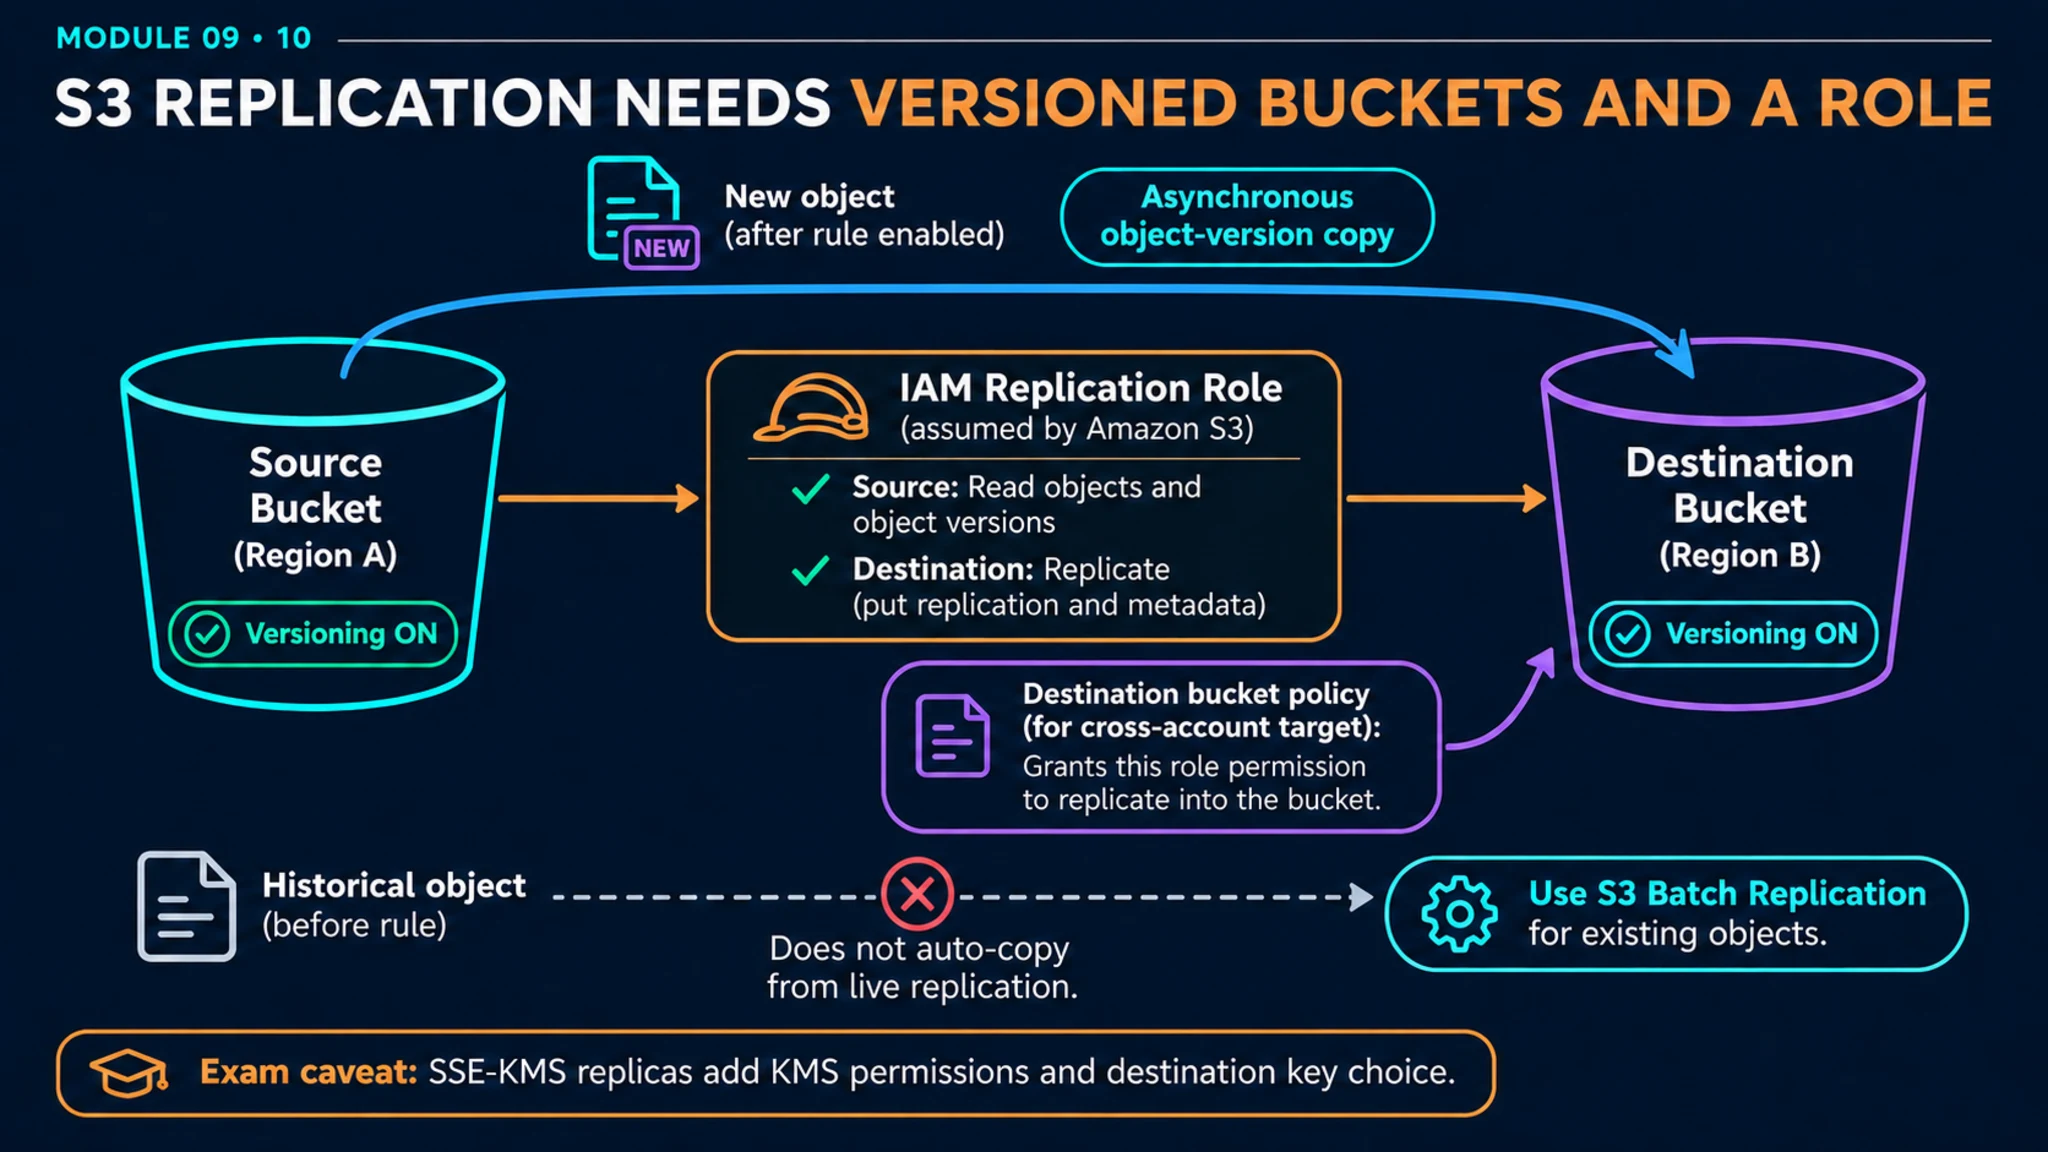 MODULE 09 • 10
S3 REPLICATION NEEDS VERSIONED BUCKETS AND A ROLE
NEW
New object
(after rule enabled)
Asynchronous
object-version copy
Source
Bucket
(Region A)
Versioning ON
IAM Replication Role
(assumed by Amazon S3)
Source: Read objects and
object versions
Destination: Replicate
(put replication and metadata)
Destination
Bucket
(Region B)
Versioning ON
Destination bucket policy
(for cross-account target):
Grants this role permission
to replicate into the bucket.
Historical object
(before rule)
Does not auto-copy
from live replication.
Use S3 Batch Replication
for existing objects.
Exam caveat: SSE-KMS replicas add KMS permissions and destination key choice.